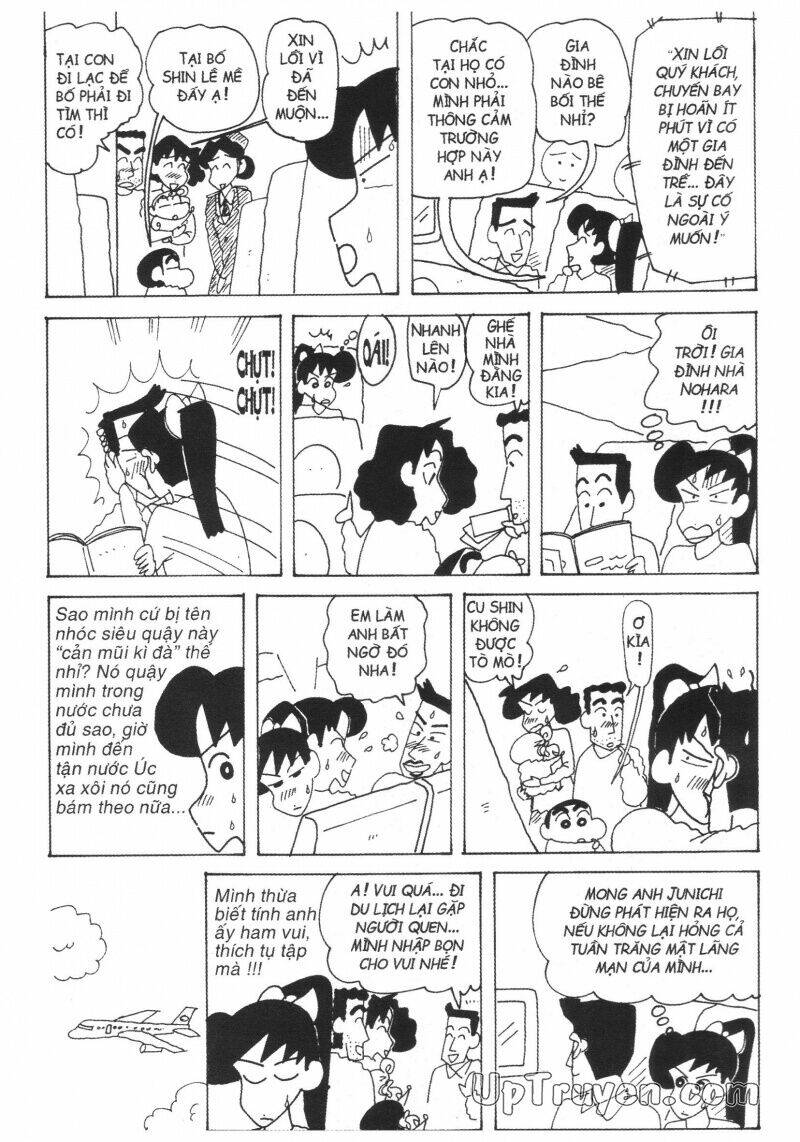 "XIN LỖI
QUÝ KHÁCH,
CHUYẾN BAY
BỊ HOÃN ÍT
PHÚT VÌ CÓ
MỘT GIA
ĐÌNH ĐẾN
TRỄ... ĐÂY
LÀ SỰ CỐ
NGOÀI Ý
MUỐN!"
GIA
ĐÌNH
NÀO BÊ
BỐI THẾ
NHỈ?
CHẮC
TẠI HỌ CÓ
CON NHỎ...
MÌNH PHẢI
THÔNG CẢM
TRƯỜNG
HỢP NÀY
ANH Ạ!
XIN
LỖI VÌ
ĐÃ
ĐẾN
MUỘN...
TẠI BỐ
SHIN LỀ MỀ
ĐẤY Ạ!
TẠI CON
ĐI LẠC ĐỂ
BỐ PHẢI ĐI
TÌM THÌ
CÓ!
ÔI
TRỜI! GIA
ĐÌNH NHÀ
NOHARA
!!!
GHẾ
NHÀ
MÌNH
ĐẰNG
KIA!
NHANH
LÊN
NÀO!
OÁI!
CHỤT!
CHỤT!
Ơ
KÌA!
CU SHIN
KHÔNG
ĐƯỢC
TÒ MÒ!
EM LÀM
ANH BẤT
NGỜ ĐÓ
NHA!
Sao mình cứ bị tên
nhóc siêu quậy này
"cản mũi kì đà" thế
nhỉ? Nó quậy
mình trong
nước chưa
đủ sao, giờ
mình đến
tận nước Úc
xa xôi nó cũng
bám theo nữa...
MONG ANH JUNICHI
ĐỪNG PHÁT HIỆN RA HỌ,
NẾU KHÔNG LẠI HỎNG CẢ
TUẦN TRĂNG MẬT LÃNG
MẠN CỦA MÌNH...
A! VUI QUÁ... ĐI
DU LỊCH LẠI GẶP
NGƯỜI QUEN...
MÌNH NHẬP BỌN
CHO VUI NHÉ!
Mình thừa
biết tính anh
ấy ham vui,
thích tụ tập
mà !!!
UpTruyen.com